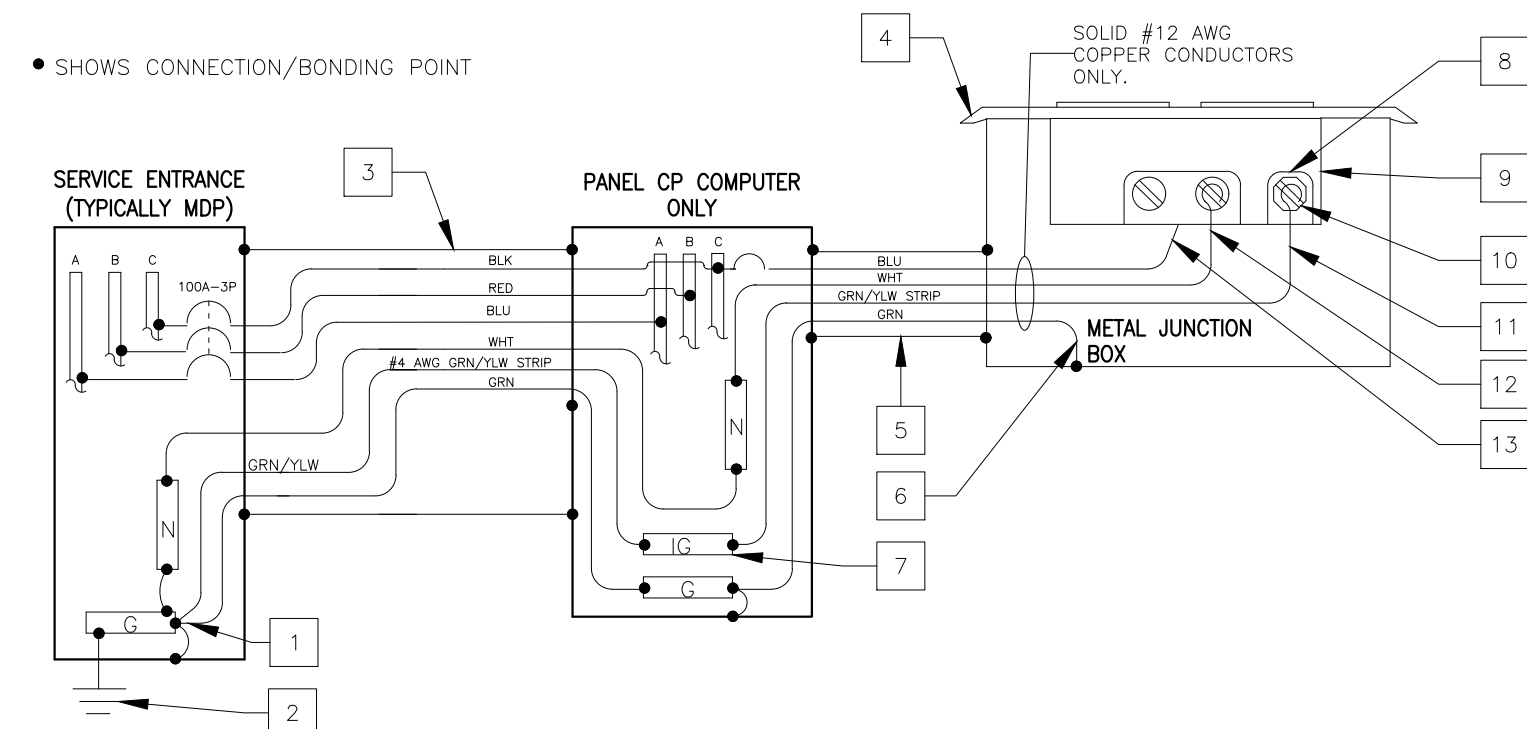 SHOWS CONNECTION/BONDING POINT
4
SOLID #12 AWG
COPPER CONDUCTORS
ONLY.
8
3
9
SERVICE ENTRANCE
(TYPICALLY MDP)
PANEL CP COMPUTER
ONLY
A B C
100A-3P
A B C
BLK
RED
BLU
WHT
#4 AWG GRN/YLW STRIP
GRN
GRN/YLW
BLU
WHT
GRN/YLW STRIP
GRN
METAL JUNCTION
BOX
10
11
12
13
5
6
7
N
G
N
IG
G
1
2